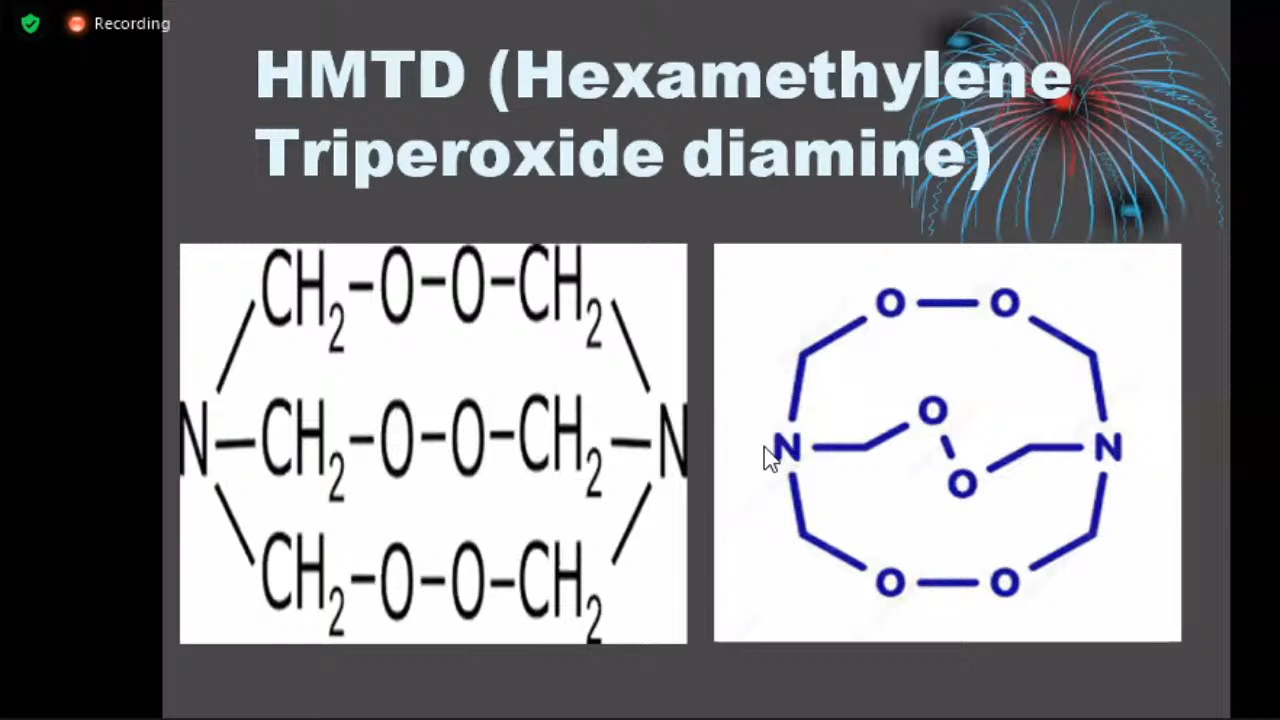 Recording
HMTD (Hexamethylene
Triperoxide diamine)
CH2-O-O-CH2
N-CH2-O-O-CH2-N
CH2-O-O-CH2
O O
O
N N
O
O O